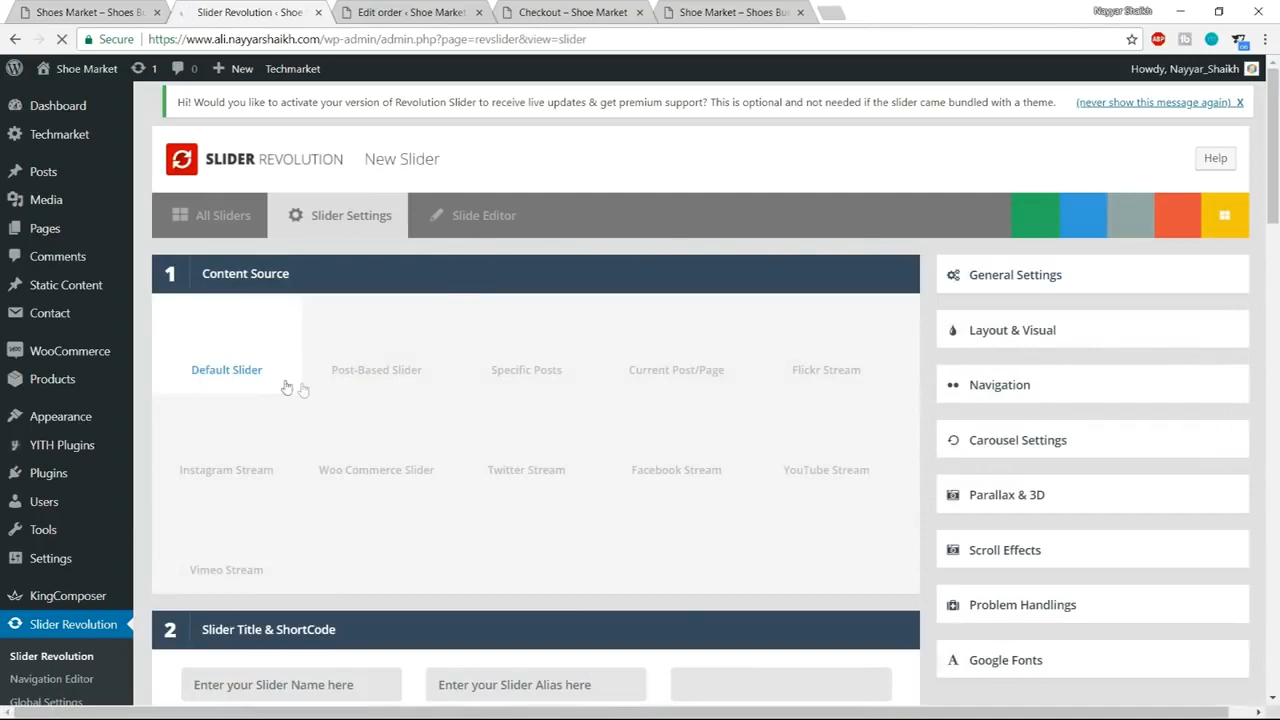 Shoes Market – Shoes Bu
Slider Revolution ‹ Shoe
Edit order ‹ Shoe Market
Checkout – Shoe Market
Shoe Market – Shoes Bus
Nayyar Shaikh
Secure
https://www.ali.nayyarshaikh.com/wp-admin/admin.php?page=revslider&view=slider
ABP
Shoe Market
1
0
New
Techmarket
Howdy, Nayyar_Shaikh
Dashboard
Techmarket
Posts
Media
Pages
Comments
Static Content
Contact
WooCommerce
Products
Appearance
YITH Plugins
Plugins
Users
Tools
Settings
KingComposer
Slider Revolution
Slider Revolution
Navigation Editor
Global Settings
Hi! Would you like to activate your version of Revolution Slider to receive live updates & get premium support? This is optional and not needed if the slider came bundled with a theme.
(never show this message again) X
SLIDER REVOLUTION
New Slider
Help
All Sliders
Slider Settings
Slide Editor
1
Content Source
Default Slider
Post-Based Slider
Specific Posts
Current Post/Page
Flickr Stream
Instagram Stream
Woo Commerce Slider
Twitter Stream
Facebook Stream
YouTube Stream
Vimeo Stream
2
Slider Title & ShortCode
Enter your Slider Name here
Enter your Slider Alias here
General Settings
Layout & Visual
Navigation
Carousel Settings
Parallax & 3D
Scroll Effects
Problem Handlings
Google Fonts